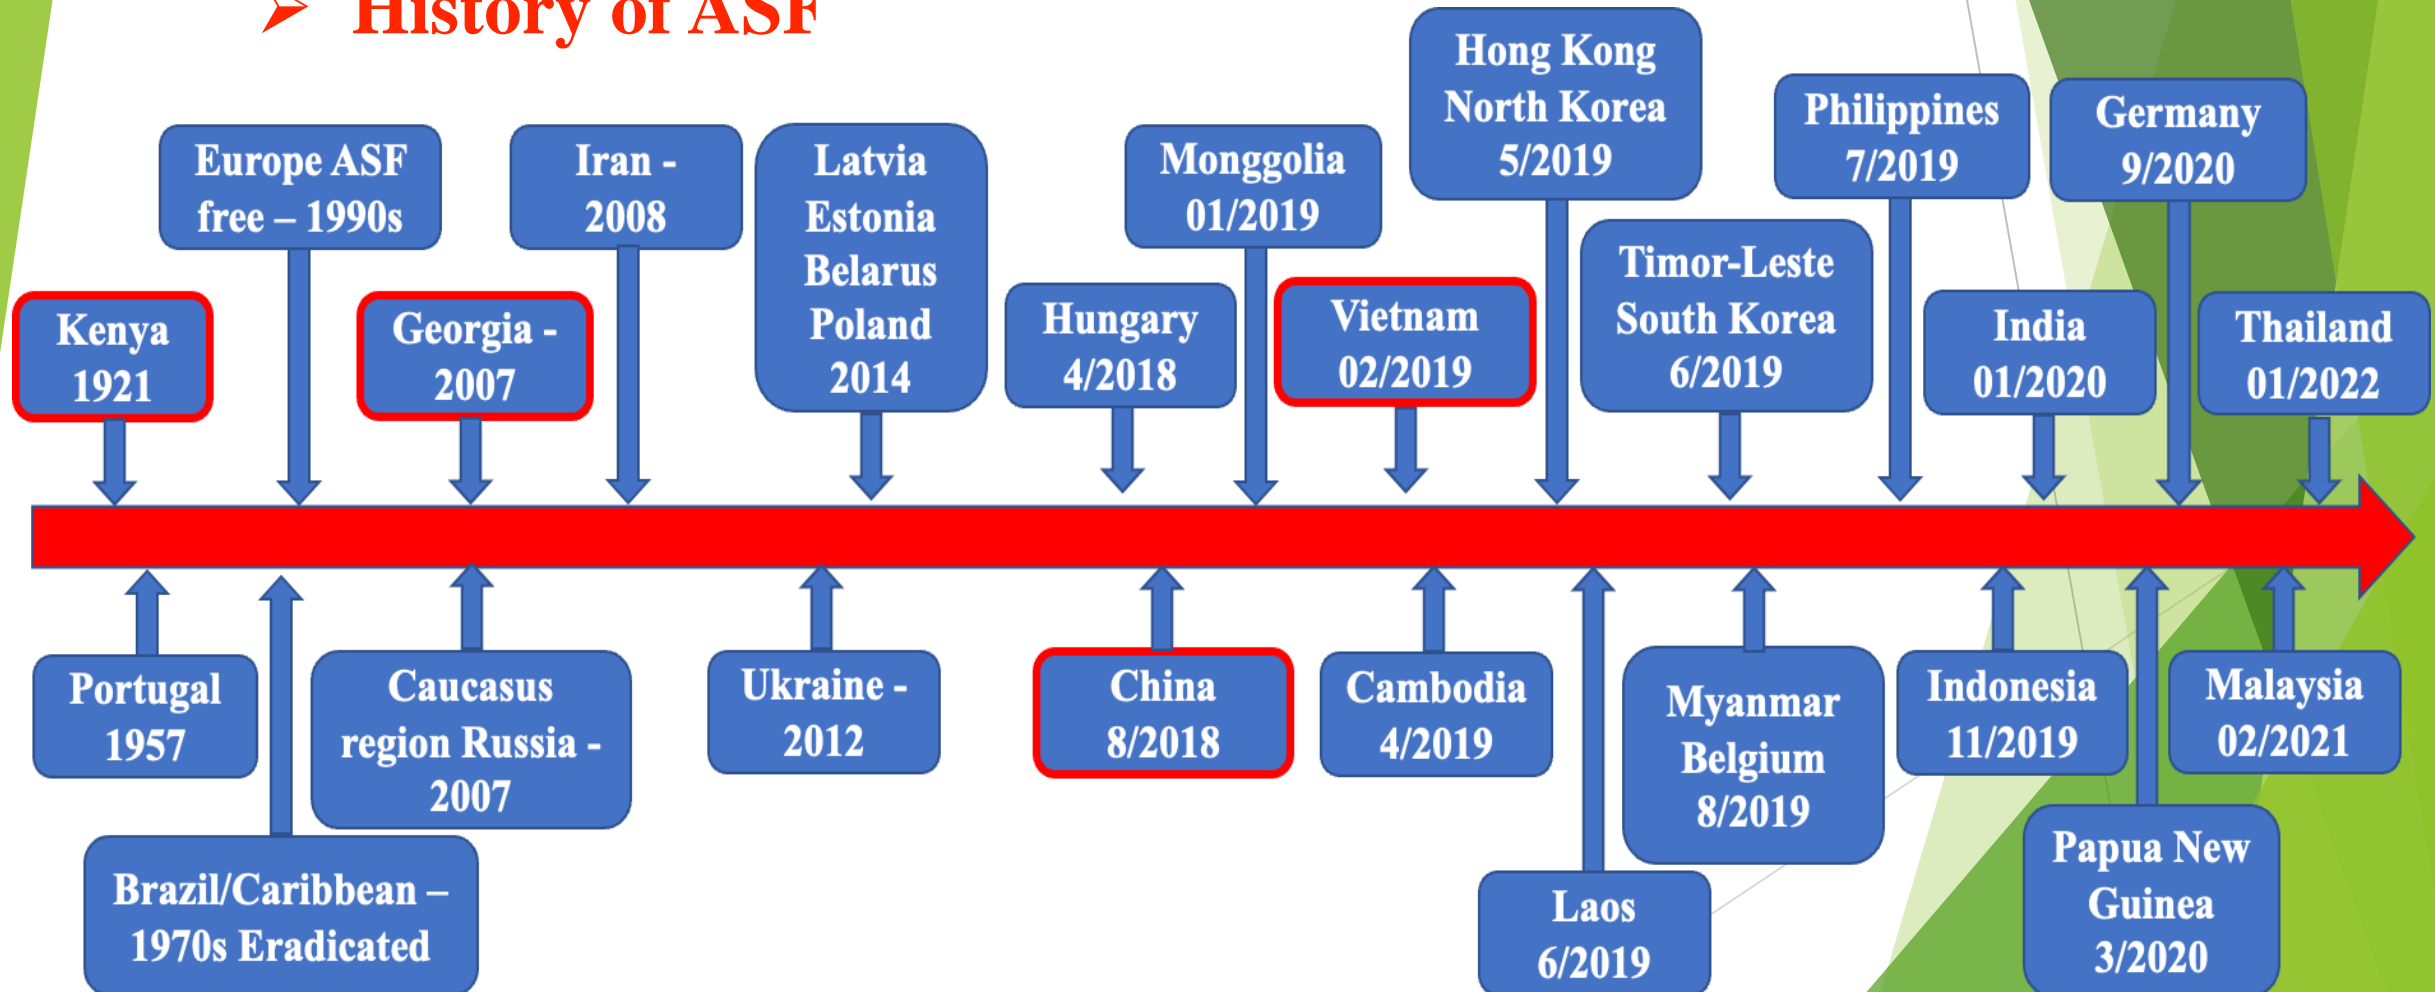 History of ASF
Kenya
1921
Europe ASF
free – 1990s
Georgia -
2007
Iran -
2008
Latvia
Estonia
Belarus
Poland
2014
Hungary
4/2018
Monggolia
01/2019
Vietnam
02/2019
Hong Kong
North Korea
5/2019
Timor-Leste
South Korea
6/2019
Philippines
7/2019
India
01/2020
Germany
9/2020
Thailand
01/2022
Portugal
1957
Brazil/Caribbean –
1970s Eradicated
Caucasus
region Russia -
2007
Ukraine -
2012
China
8/2018
Cambodia
4/2019
Laos
6/2019
Myanmar
Belgium
8/2019
Indonesia
11/2019
Papua New
Guinea
3/2020
Malaysia
02/2021